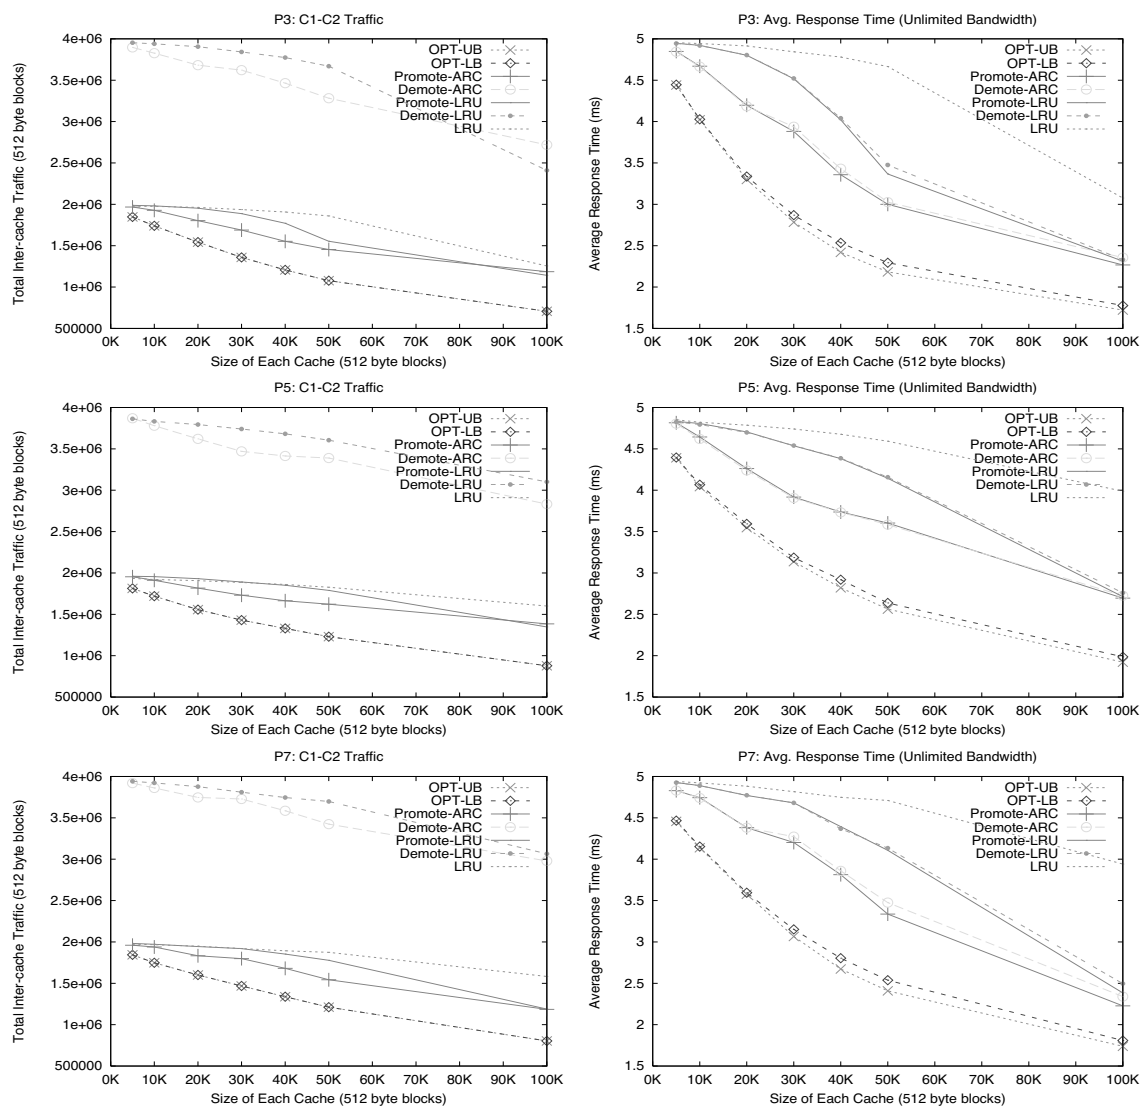 P3: C1-C2 Traffic
Total Inter-cache Traffic (512 byte blocks)
4e+06
3.5e+06
3e+06
2.5e+06
2e+06
1.5e+06
1e+06
500000
OPT-UB
OPT-LB
Promote-ARC
Demote-ARC
Promote-LRU
Demote-LRU
LRU
0K 10K 20K 30K 40K 50K 60K 70K 80K 90K 100K
Size of Each Cache (512 byte blocks)
P3: Avg. Response Time (Unlimited Bandwidth)
Average Response Time (ms)
5
4.5
4
3.5
3
2.5
2
1.5
OPT-UB
OPT-LB
Promote-ARC
Demote-ARC
Promote-LRU
Demote-LRU
LRU
0K 10K 20K 30K 40K 50K 60K 70K 80K 90K 100K
Size of Each Cache (512 byte blocks)
P5: C1-C2 Traffic
Total Inter-cache Traffic (512 byte blocks)
4e+06
3.5e+06
3e+06
2.5e+06
2e+06
1.5e+06
1e+06
500000
OPT-UB
OPT-LB
Promote-ARC
Demote-ARC
Promote-LRU
Demote-LRU
LRU
0K 10K 20K 30K 40K 50K 60K 70K 80K 90K 100K
Size of Each Cache (512 byte blocks)
P5: Avg. Response Time (Unlimited Bandwidth)
Average Response Time (ms)
5
4.5
4
3.5
3
2.5
2
1.5
OPT-UB
OPT-LB
Promote-ARC
Demote-ARC
Promote-LRU
Demote-LRU
LRU
0K 10K 20K 30K 40K 50K 60K 70K 80K 90K 100K
Size of Each Cache (512 byte blocks)
P7: C1-C2 Traffic
Total Inter-cache Traffic (512 byte blocks)
4e+06
3.5e+06
3e+06
2.5e+06
2e+06
1.5e+06
1e+06
500000
OPT-UB
OPT-LB
Promote-ARC
Demote-ARC
Promote-LRU
Demote-LRU
LRU
0K 10K 20K 30K 40K 50K 60K 70K 80K 90K 100K
Size of Each Cache (512 byte blocks)
P7: Avg. Response Time (Unlimited Bandwidth)
Average Response Time (ms)
5
4.5
4
3.5
3
2.5
2
1.5
OPT-UB
OPT-LB
Promote-ARC
Demote-ARC
Promote-LRU
Demote-LRU
LRU
0K 10K 20K 30K 40K 50K 60K 70K 80K 90K 100K
Size of Each Cache (512 byte blocks)